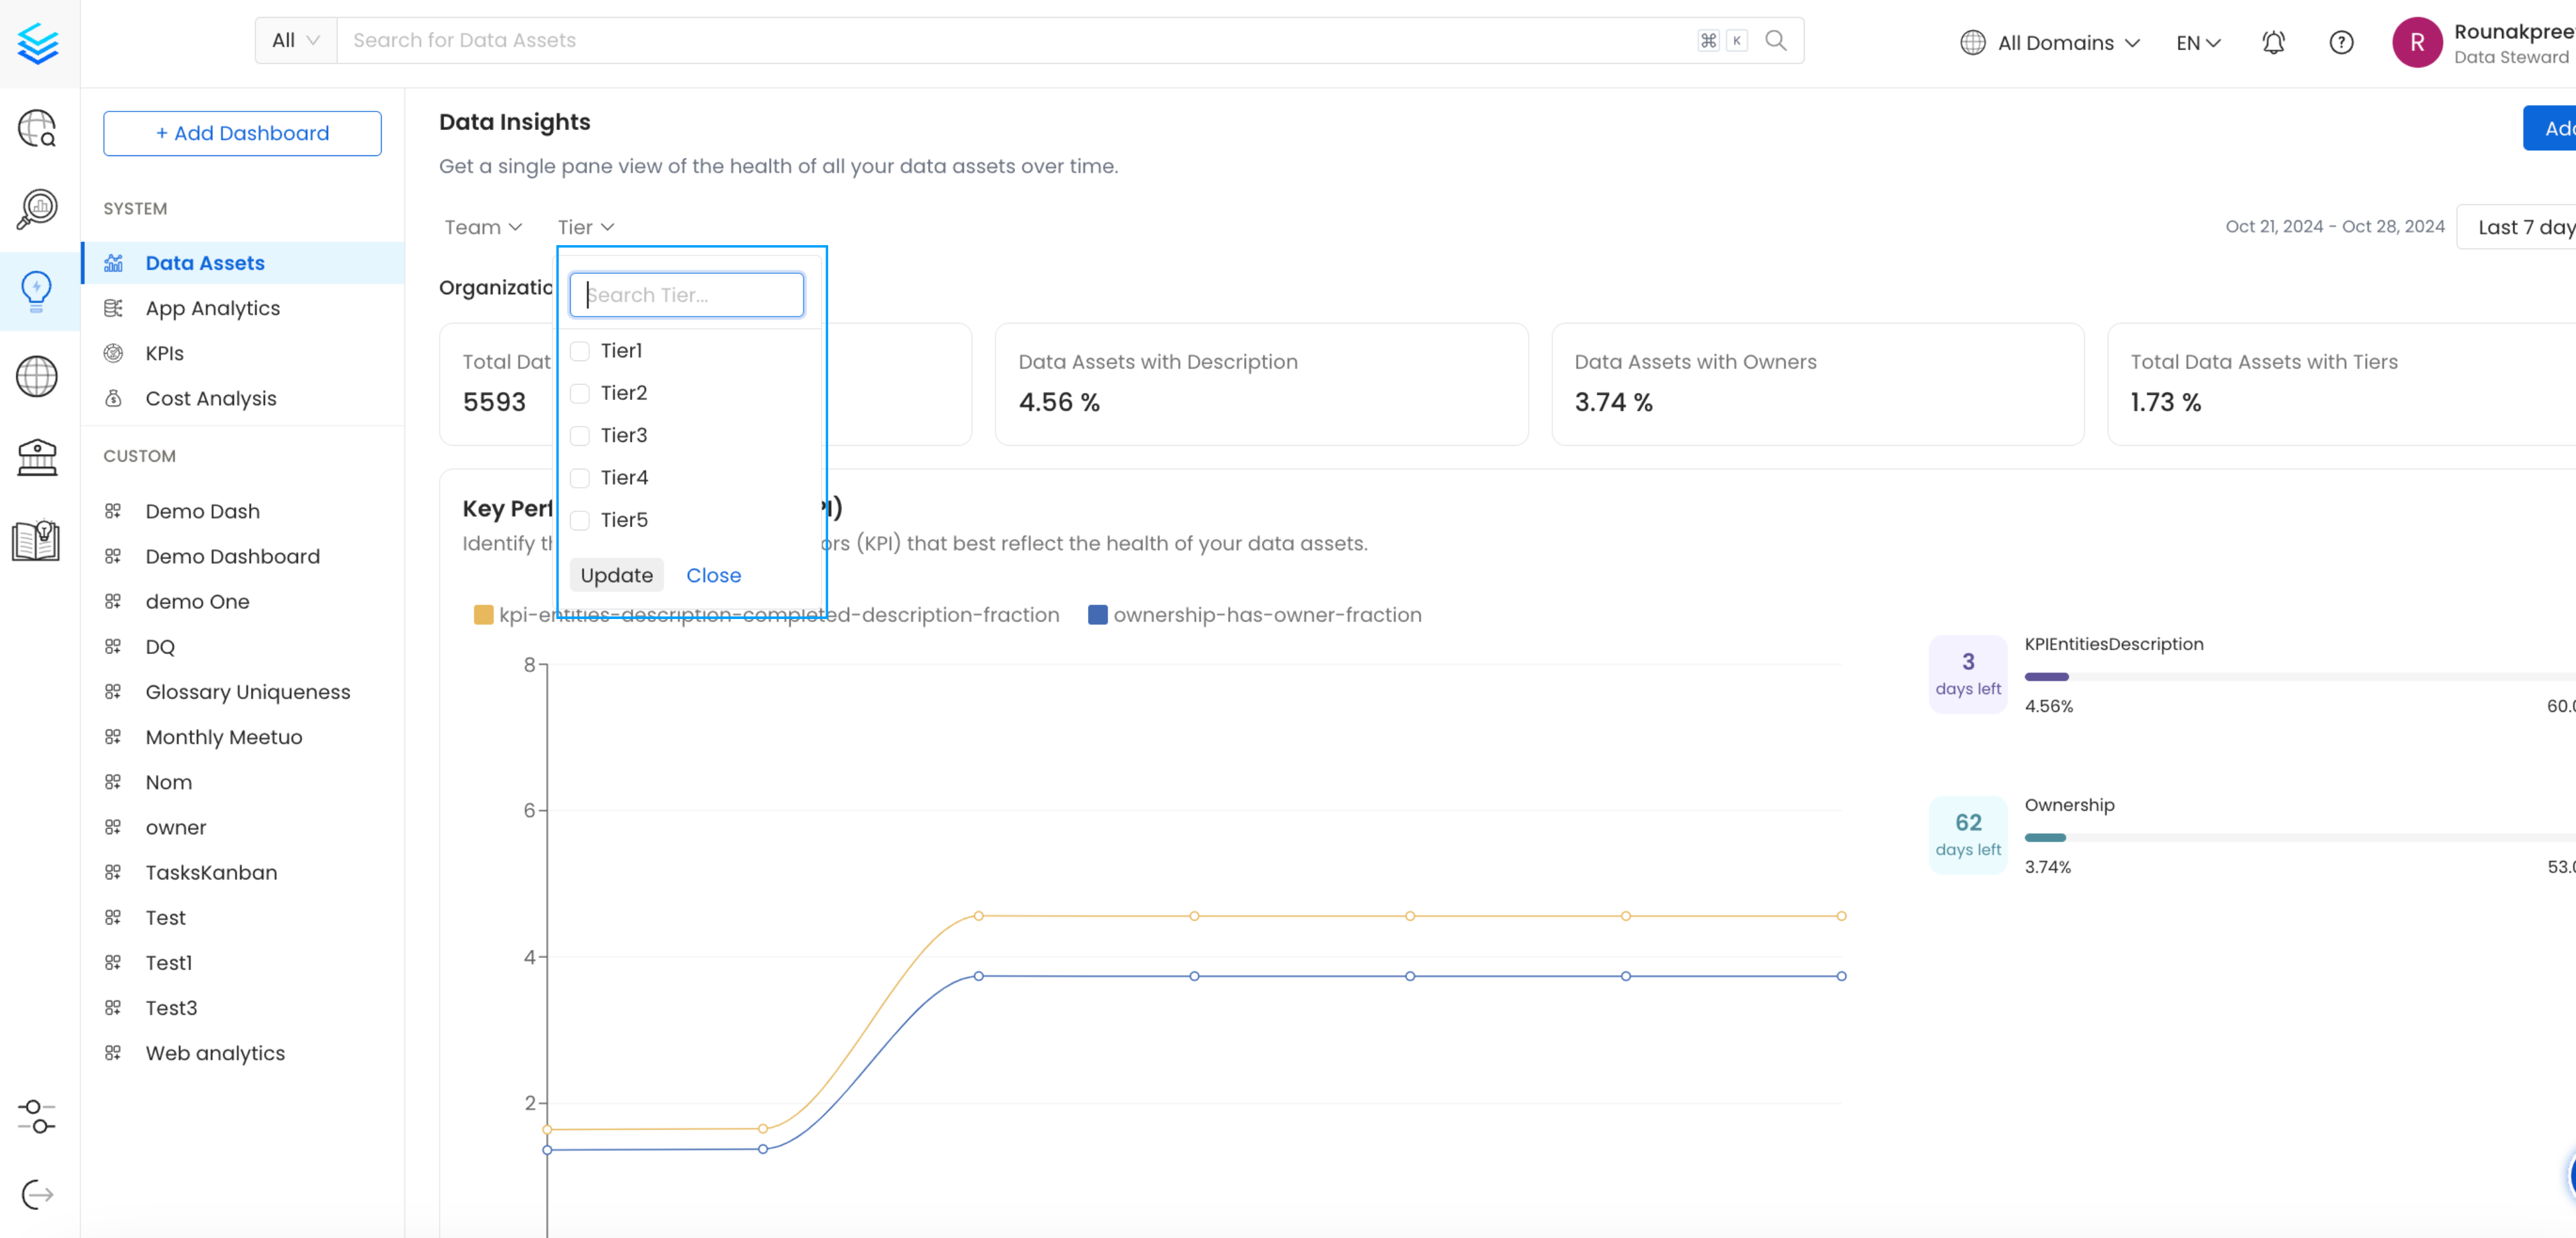 All
Search for Data Assets
⌘ K
All Domains
EN
R
Rounakpree
Data Steward
+ Add Dashboard
SYSTEM
Data Assets
App Analytics
KPIs
Cost Analysis
CUSTOM
Demo Dash
Demo Dashboard
demo One
DQ
Glossary Uniqueness
Monthly Meetuo
Nom
owner
TasksKanban
Test
Test1
Test3
Web analytics
Data Insights
Get a single pane view of the health of all your data assets over time.
Team
Tier
Oct 21, 2024 - Oct 28, 2024
Last 7 day
Organizatio
Search Tier...
Tier1
Tier2
Tier3
Tier4
Tier5
Update
Close
Total Dat
5593
Data Assets with Description
4.56 %
Data Assets with Owners
3.74 %
Total Data Assets with Tiers
1.73 %
Key Perf
Identify th
ors (KPI) that best reflect the health of your data assets.
kpi-entities-description-completed-description-fraction
ownership-has-owner-fraction
8
6
4
2
3
days left
KPIEntitiesDescription
4.56%
60.
62
days left
Ownership
3.74%
53.